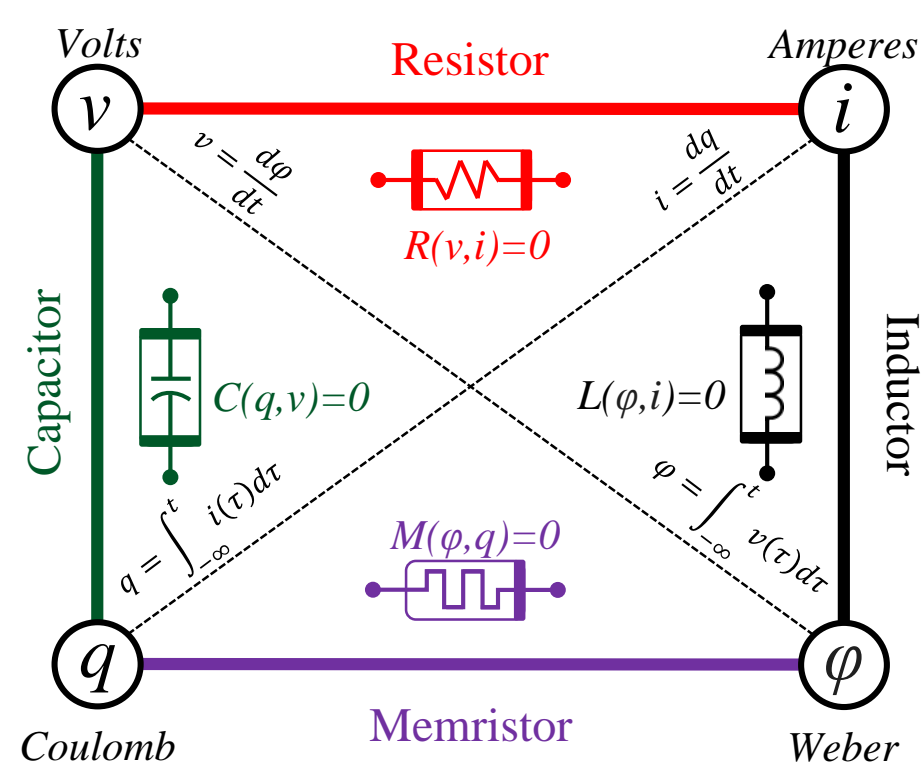 Volts
Amperes
Resistor
v
i
v = dφ/dt
i = dq/dt
R(v,i)=0
Capacitor
C(q,v)=0
L(φ,i)=0
Inductor
q = ∫_{-∞}^{t} i(τ)dτ
φ = ∫_{-∞}^{t} v(τ)dτ
M(φ,q)=0
q
φ
Memristor
Coulomb
Weber